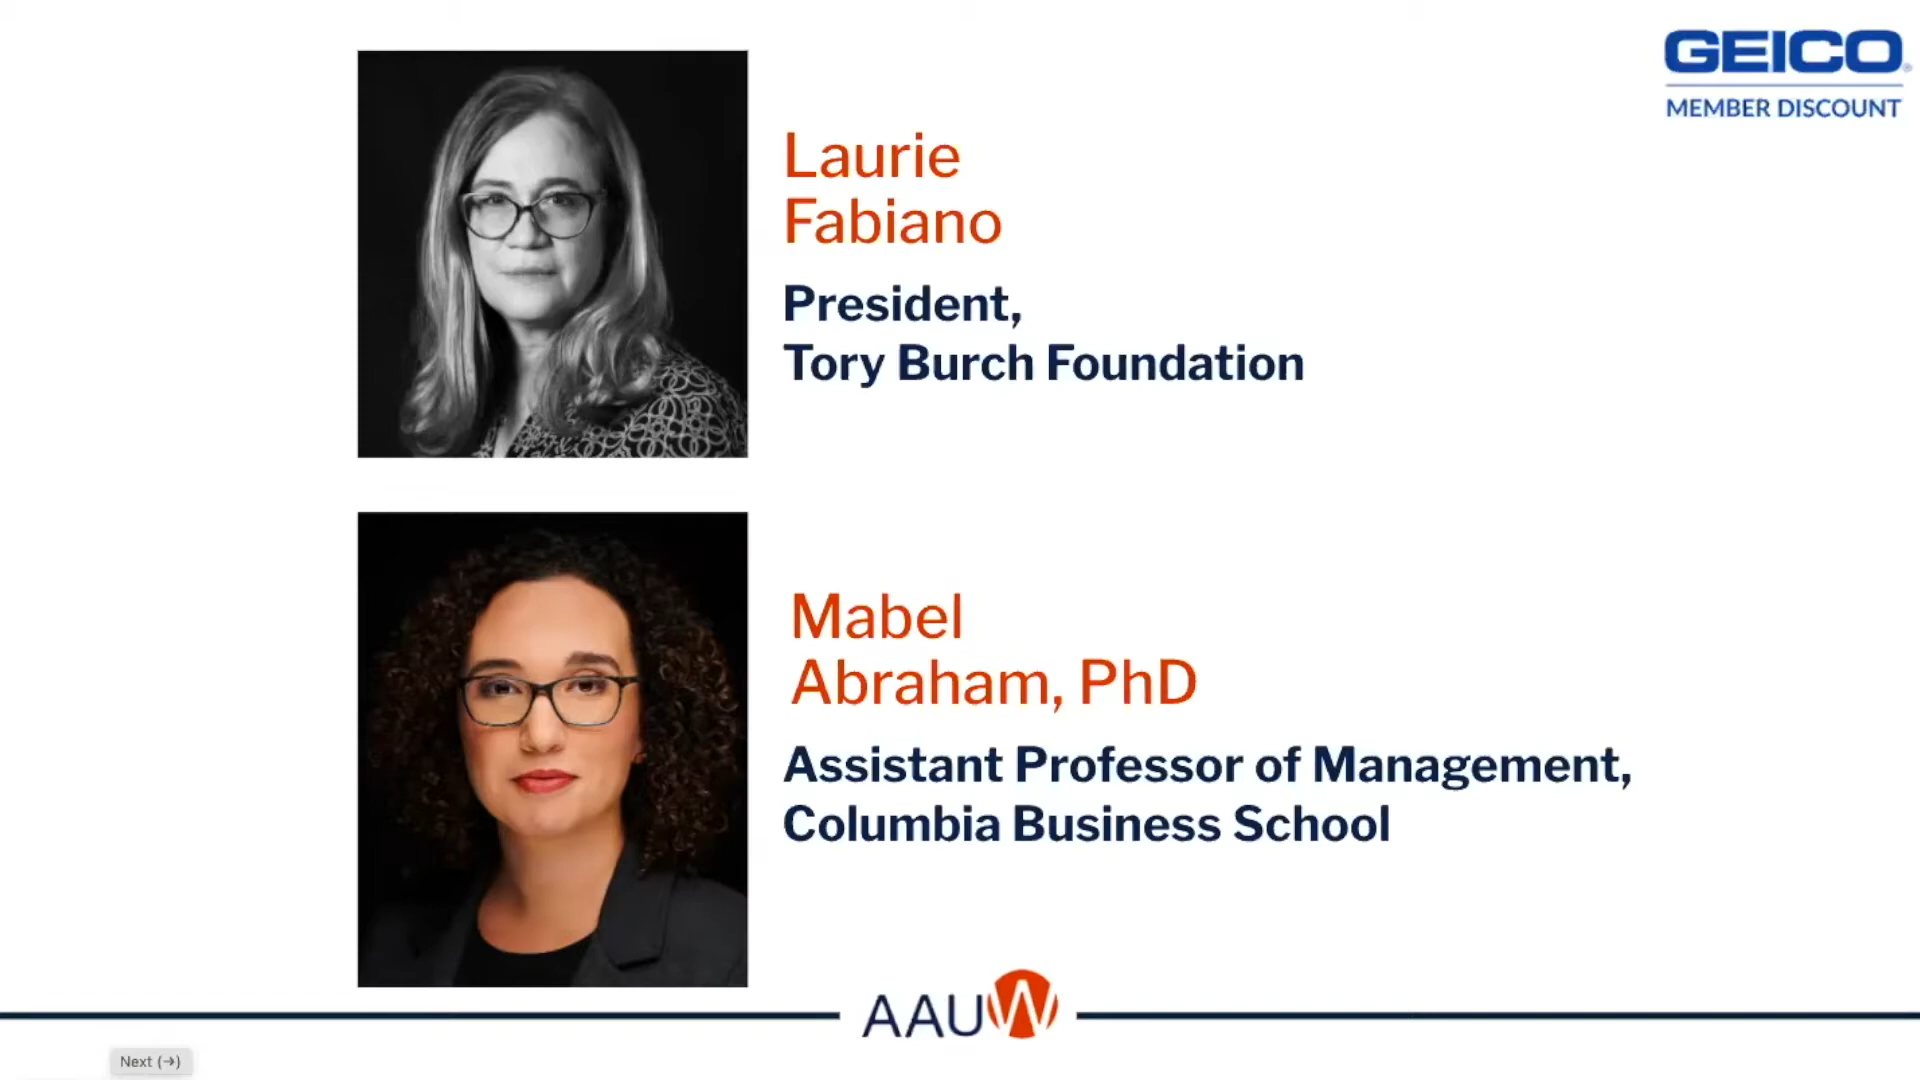 GEICO®
MEMBER DISCOUNT
Laurie
Fabiano
President,
Tory Burch Foundation
Mabel
Abraham, PhD
Assistant Professor of Management,
Columbia Business School
AAUW
Next (→)